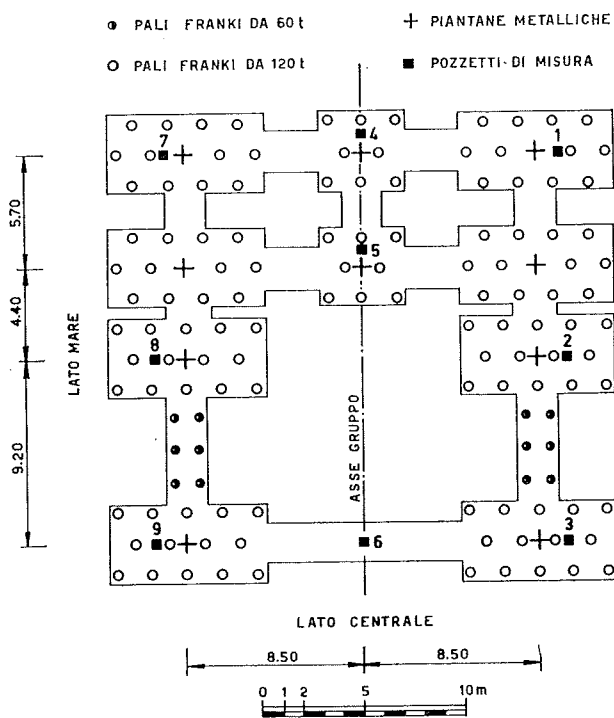 PALI FRANKI DA 60 t
PIANTANE METALLICHE
PALI FRANKI DA 120 t
POZZETTI DI MISURA
7
4
1
5.70
5
4.40
8
2
LATO MARE
ASSE GRUPPO
9.20
9
6
3
LATO CENTRALE
8.50
8.50
0 1 2 5 10 m